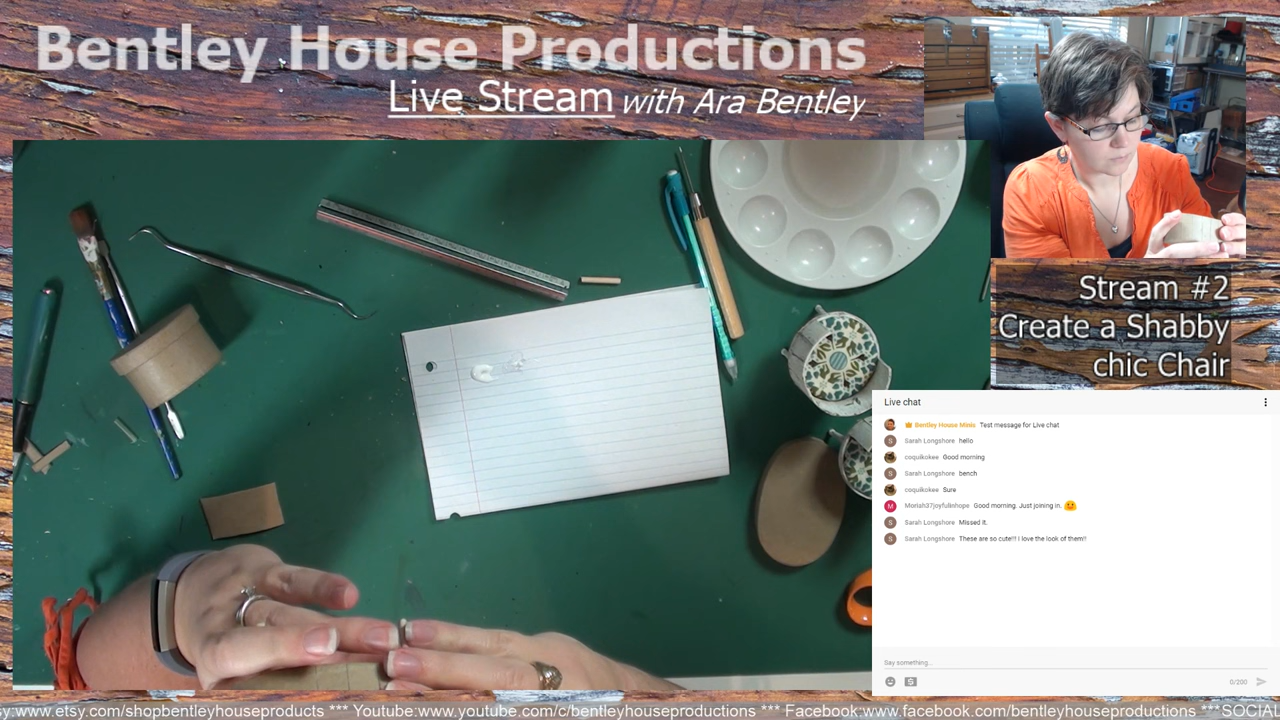 Bentley House Productions
Live Stream with Ara Bentley
Stream #2
Create a Shabby
chic Chair
Live chat
Bentley House Minis Test message for Live chat
S Sarah Longshore hello
coquikokee Good morning
S Sarah Longshore bench
coquikokee Sure
M Moriah37joyfulinhope Good morning. Just joining in.
S Sarah Longshore Missed it.
S Sarah Longshore These are so cute!!! I love the look of them!!
Say something...
0/200
y:www.etsy.com/shopbentleyhouseproducts *** Youtube:www.youtube.com/c/bentleyhouseproductions *** Facebook:www.facebook.com/bentleyhouseproductions ***SOCIAL